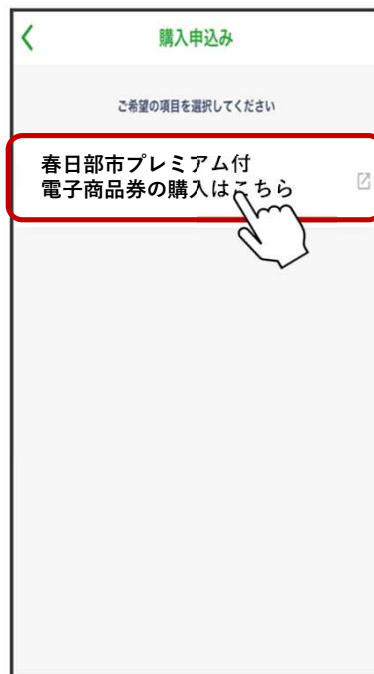 購入申込み
ご希望の項目を選択してください
春日部市プレミアム付
電子商品券の購入はこちら